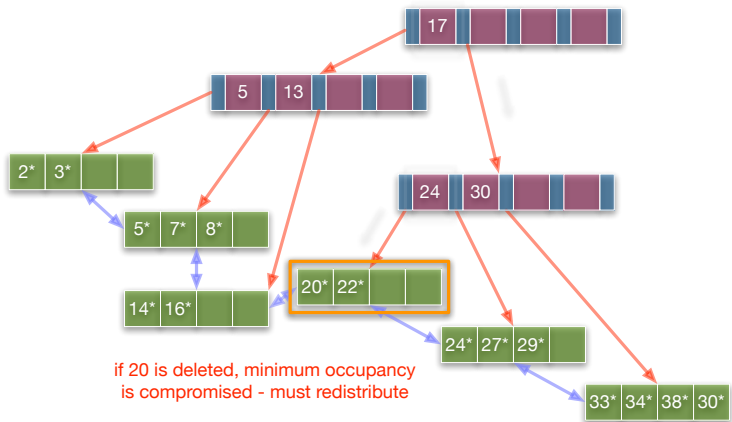 17
5 13
2* 3*
24 30
5* 7* 8*
20* 22*
14* 16*
24* 27* 29*
if 20 is deleted, minimum occupancy
is compromised - must redistribute
33* 34* 38* 30*